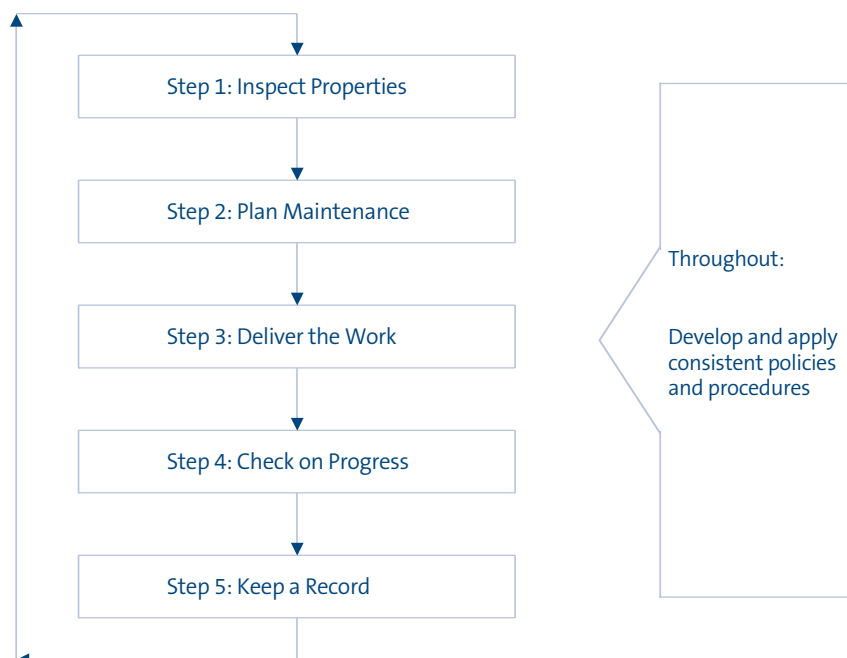 Step 1: Inspect Properties
Step 2: Plan Maintenance
Step 3: Deliver the Work
Step 4: Check on Progress
Step 5: Keep a Record
Throughout:
Develop and apply
consistent policies
and procedures